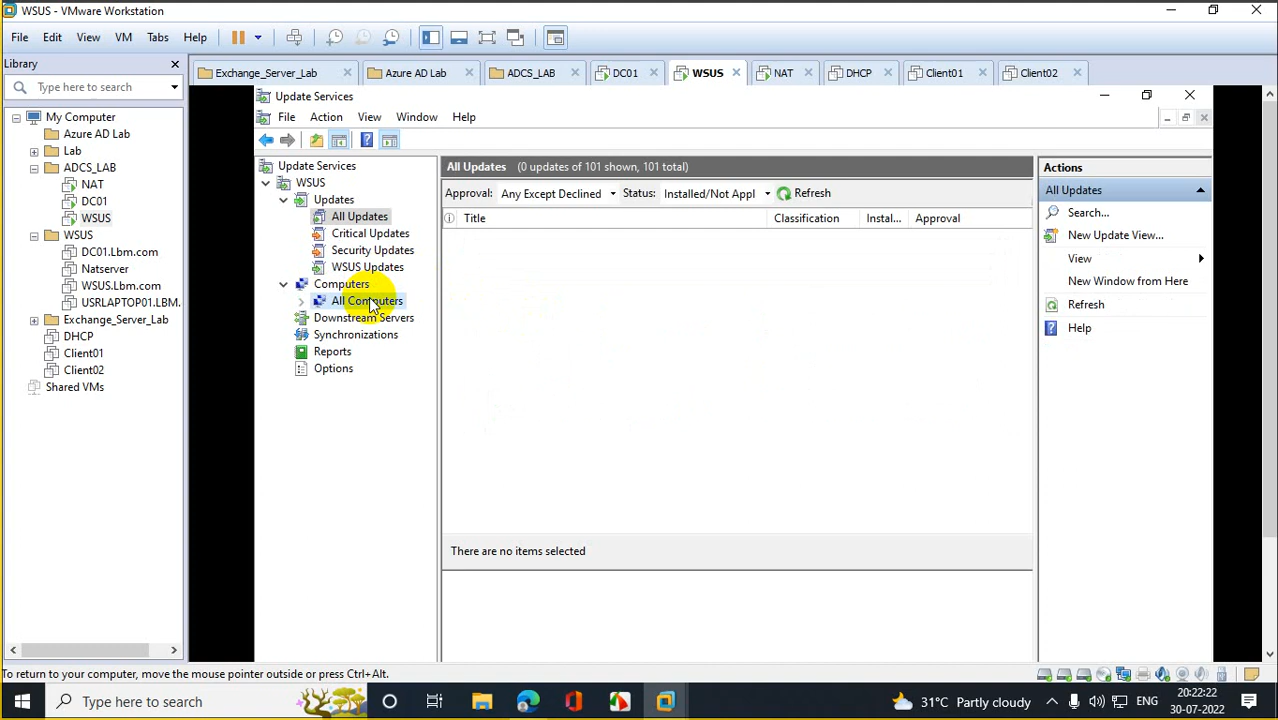 WSUS - VMware Workstation
File Edit View VM Tabs Help
Library
Type here to search
My Computer
Azure AD Lab
Lab
ADCS_LAB
NAT
DC01
WSUS
WSUS
DC01.Lbm.com
Natserver
WSUS.Lbm.com
USRLAPTOP01.LBM.
Exchange_Server_Lab
DHCP
Client01
Client02
Shared VMs
Exchange_Server_Lab Azure AD Lab ADCS_LAB DC01 WSUS NAT DHCP Client01 Client02
Update Services
File Action View Window Help
Update Services
WSUS
Updates
All Updates
Critical Updates
Security Updates
WSUS Updates
Computers
All Computers
Downstream Servers
Synchronizations
Reports
Options
All Updates (0 updates of 101 shown, 101 total)
Approval: Any Except Declined Status: Installed/Not Appl Refresh
Title Classification Instal... Approval
There are no items selected
Actions
All Updates
Search...
New Update View...
View
New Window from Here
Refresh
Help
To return to your computer, move the mouse pointer outside or press Ctrl+Alt.
Type here to search
31°C Partly cloudy
ENG
20:22:22
30-07-2022